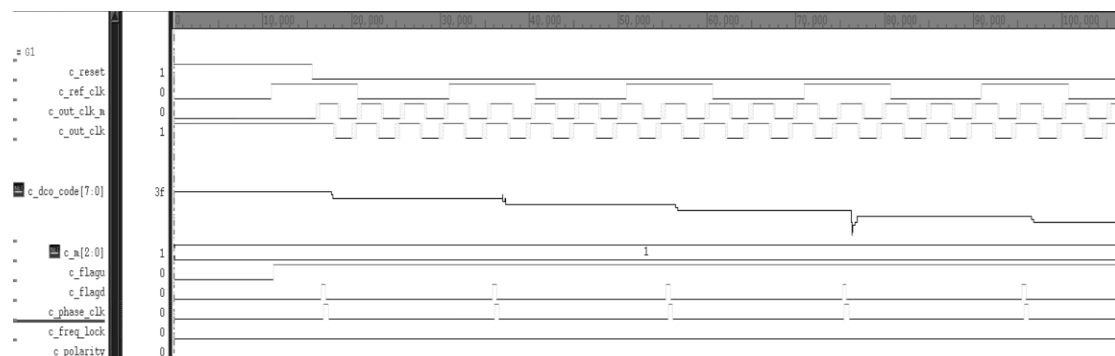 0 10,000 20,000 30,000 40,000 50,000 60,000 70,000 80,000 90,000 100,000
G1
c_reset 1
c_ref_clk 0
c_out_clk_m 0
c_out_clk 1
c_dco_code[7:0] 3f
c_m[2:0] 1 1
c_flagu 0
c_flagd 0
c_phase_clk 0
c_freq_lock 0
c_polarity 0